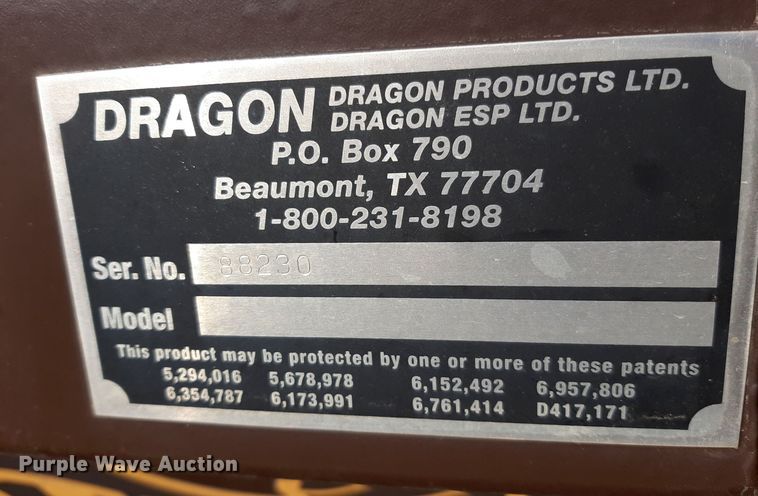 DRAGON DRAGON PRODUCTS LTD.
DRAGON ESP LTD.
P.O. Box 790
Beaumont, TX 77704
1-800-231-8198
Ser. No. 88230
Model
This product may be protected by one or more of these patents
5,294,016 5,678,978 6,152,492 6,957,806
6,354,787 6,173,991 6,761,414 D417,171
Purple Wave Auction